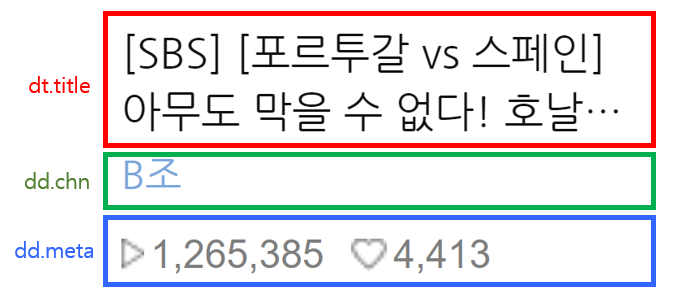 dt.title
[SBS] [포르투갈 vs 스페인]
아무도 막을 수 없다! 호날…
dd.chn
B조
dd.meta
1,265,385 4,413